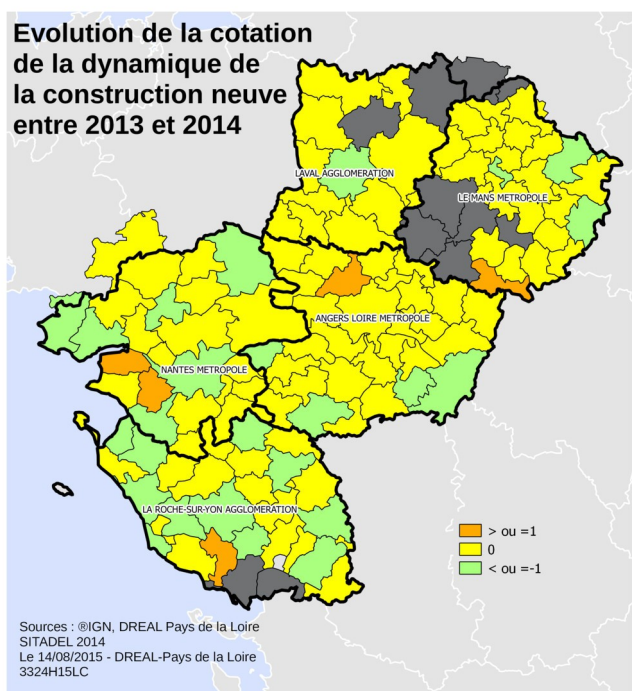 Evolution de la cotation
de la dynamique de
la construction neuve
entre 2013 et 2014
LAVAL AGGLOMERATION
LE MANS METROPOLE
ANGERS LOIRE METROPOLE
NANTES METROPOLE
LA ROCHE-SUR-YON AGGLOMERATION
> ou =1
0
< ou =-1
Sources : ®IGN, DREAL Pays de la Loire
SITADEL 2014
Le 14/08/2015 - DREAL-Pays de la Loire
3324H15LC